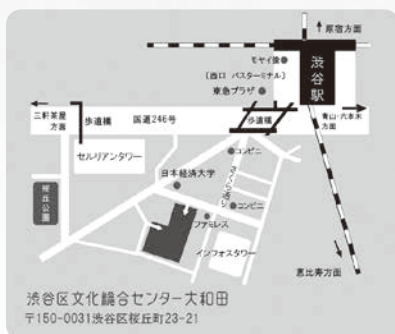 ↑原宿方面
モヤイ像
(西口 バスターミナル)
東急プラザ
渋谷駅
三軒茶屋
方面
歩道橋
国道246号
歩道橋
青山・六本木
方面
セルリアンタワー
コンビニ
さくら通り
日本経済大学
桜丘公園
コンビニ
ファミレス
インフォスタワー
恵比寿方面
渋谷区文化総合センター大和田
〒150-0031渋谷区桜丘町23-21